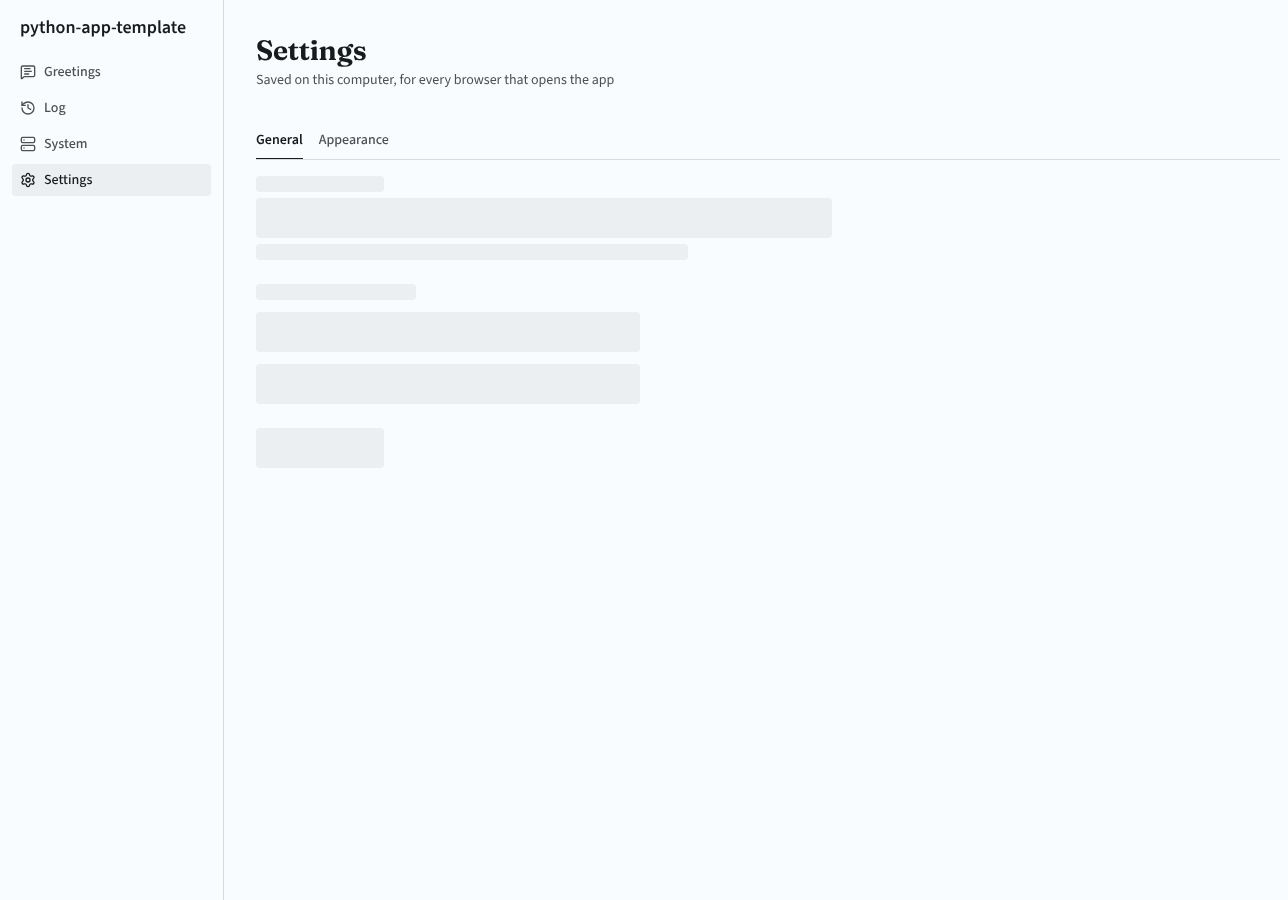 python-app-template
Greetings
Log
System
Settings
Settings
Saved on this computer, for every browser that opens the app
General
Appearance